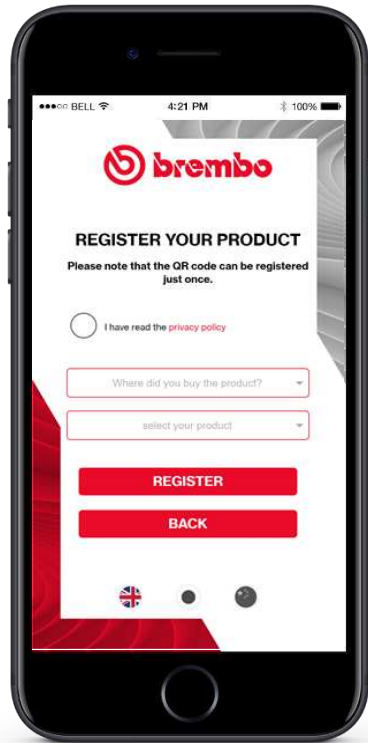 ●●●○○ BELL 4:21 PM 100%
brembo
REGISTER YOUR PRODUCT
Please note that the QR code can be registered
just once.
I have read the privacy policy
Where did you buy the product?
select your product
REGISTER
BACK